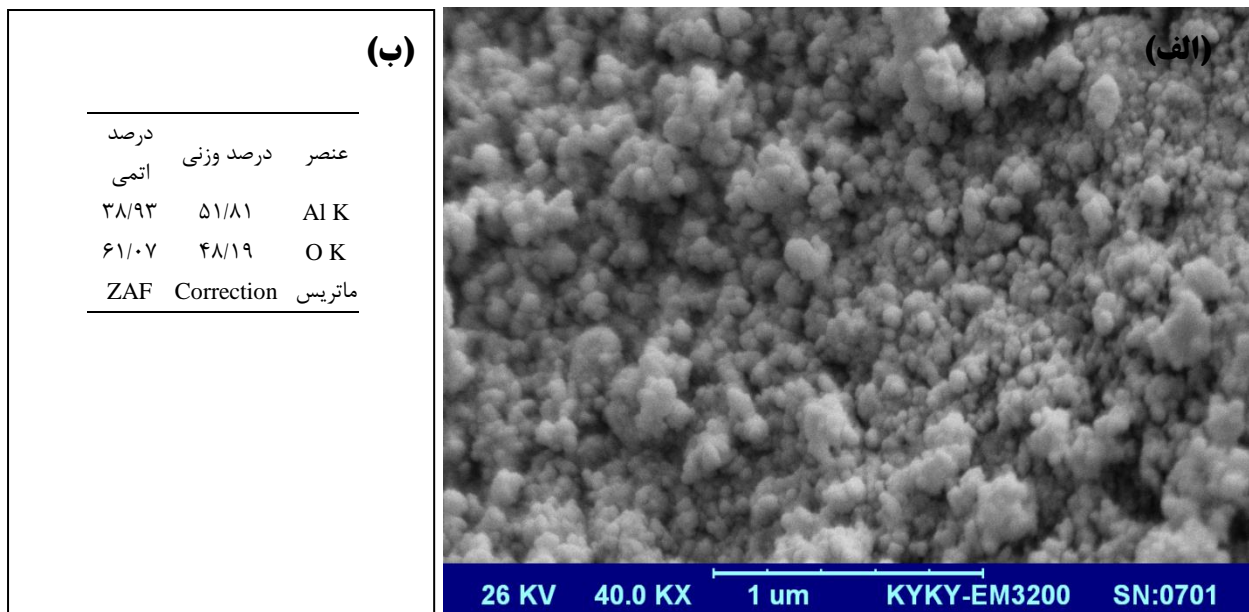 (الف)
26 KV 40.0 KX 1 um KYKY-EM3200 SN:0701
(ب)
عنصر درصد وزنی درصد اتمی
Al K ۵۱/۸۱ ۳۸/۹۳
O K ۴۸/۱۹ ۶۱/۰۷
ماتریس Correction ZAF